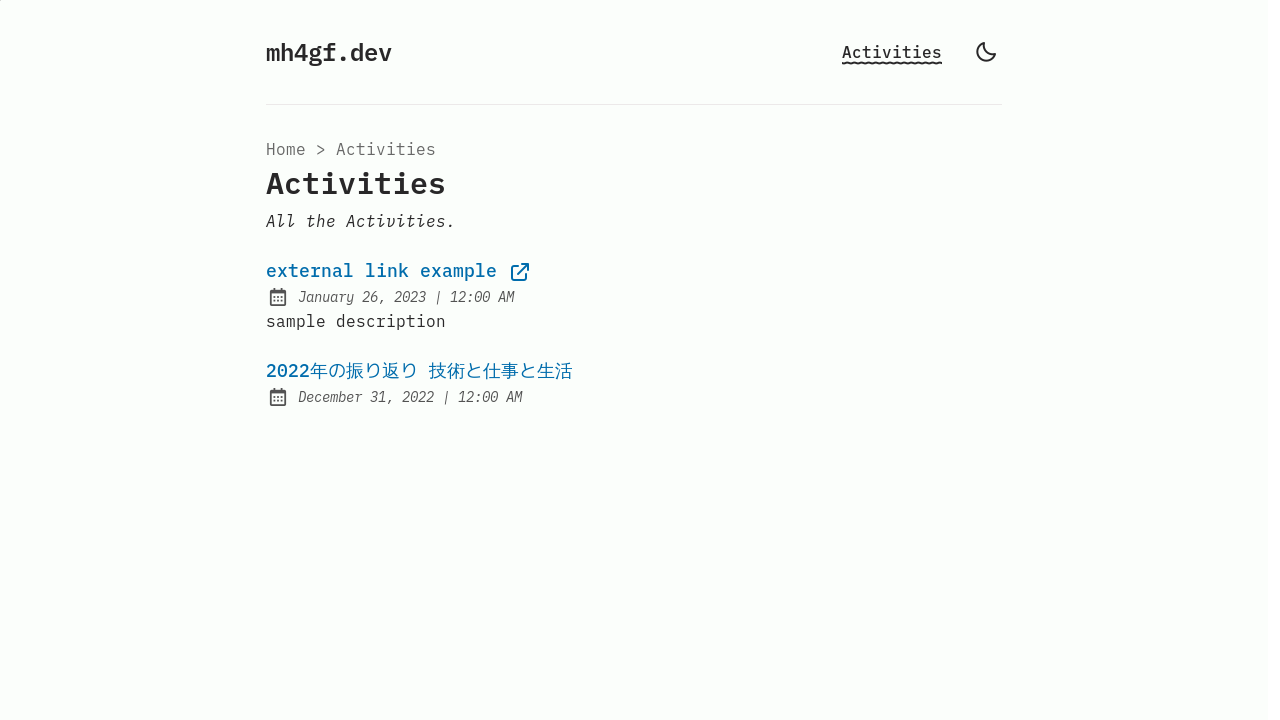 mh4gf.dev
Activities
Home > Activities
Activities
All the Activities.
external link example
January 26, 2023 | 12:00 AM
sample description
2022年の振り返り 技術と仕事と生活
December 31, 2022 | 12:00 AM